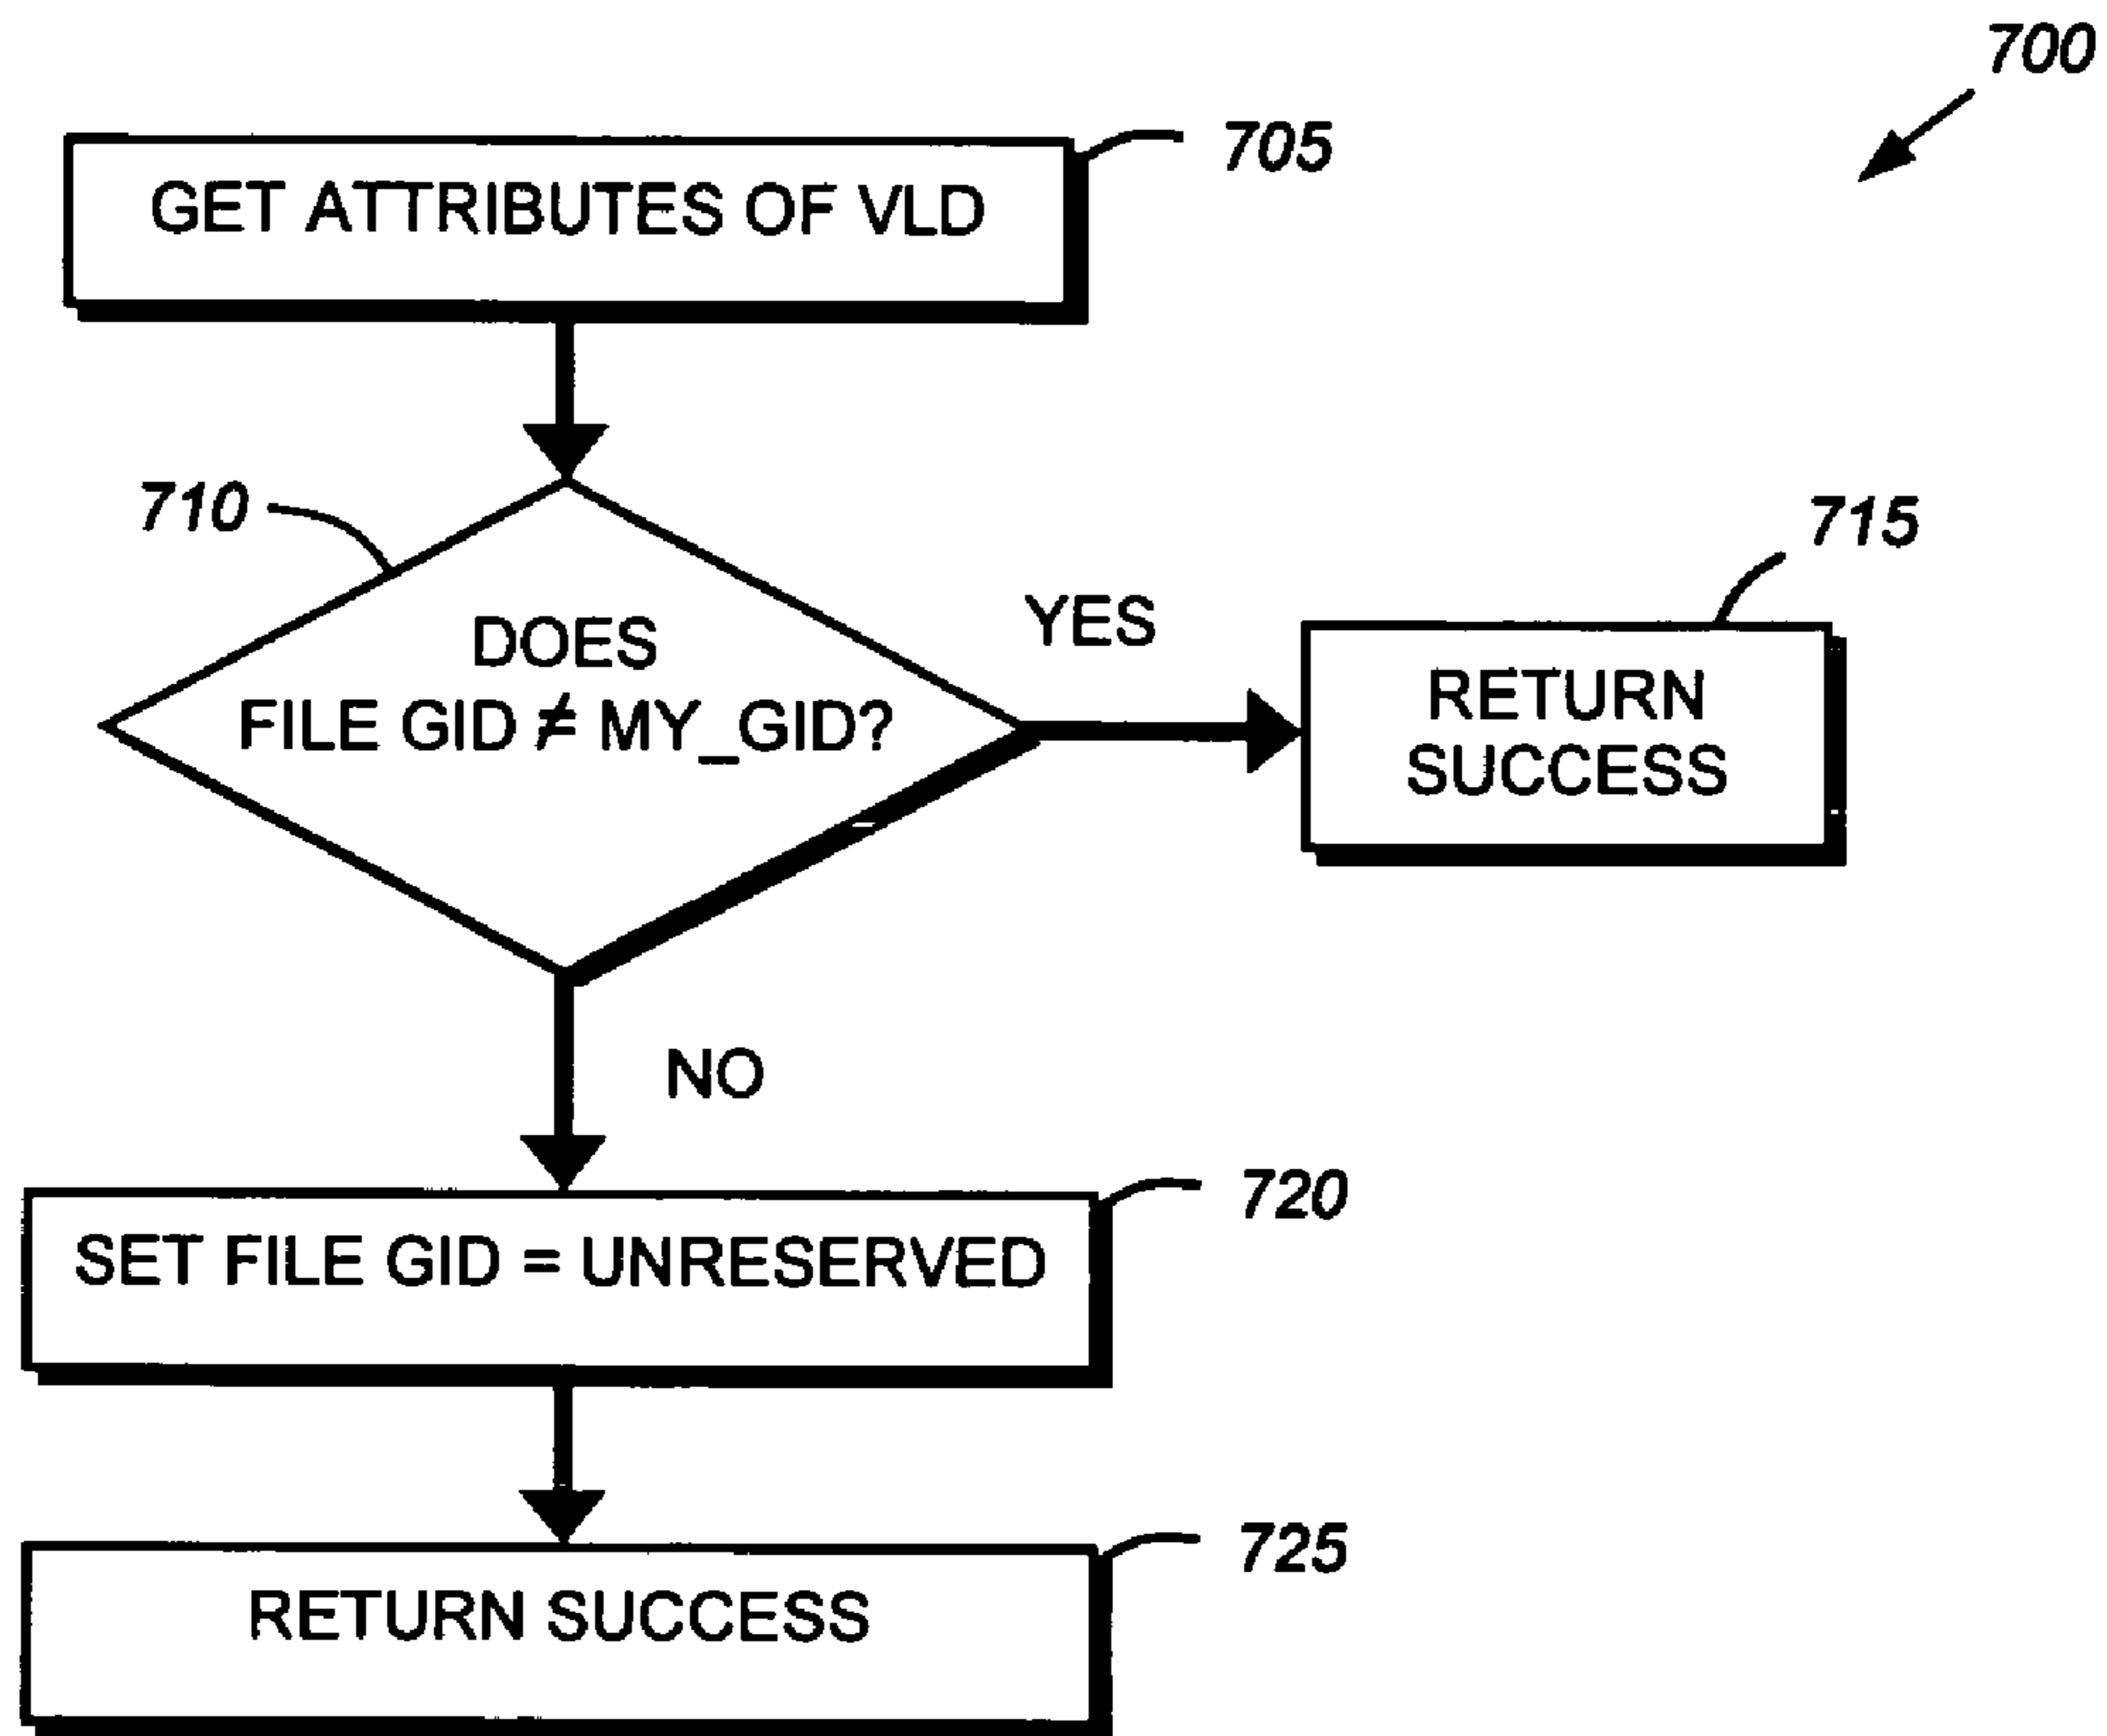 700
705
GET ATTRIBUTES OF VLD
710
DOES
FILE GID ≠ MY_GID?
YES
715
RETURN
SUCCESS
NO
720
SET FILE GID = UNRESERVED
725
RETURN SUCCESS